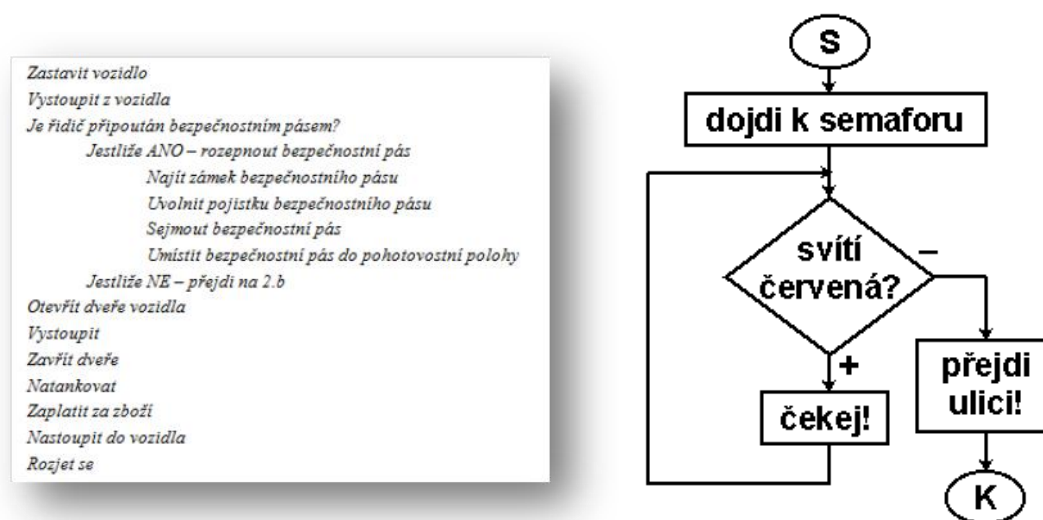 Zastavit vozidlo
Vystoupit z vozidla
Je řidič připoután bezpečnostním pásem?
Jestliže ANO – rozepnout bezpečnostní pás
Najít zámek bezpečnostního pásu
Uvolnit pojistku bezpečnostního pásu
Sejmout bezpečnostní pás
Umístit bezpečnostní pás do pohotovostní polohy
Jestliže NE – přejdi na 2.b
Otevřít dveře vozidla
Vystoupit
Zavřít dveře
Natankovat
Zaplatit za zboží
Nastoupit do vozidla
Rozjet se
S
dojdi k semaforu
svítí
červená?
–
+
čekej!
přejdi
ulici!
K